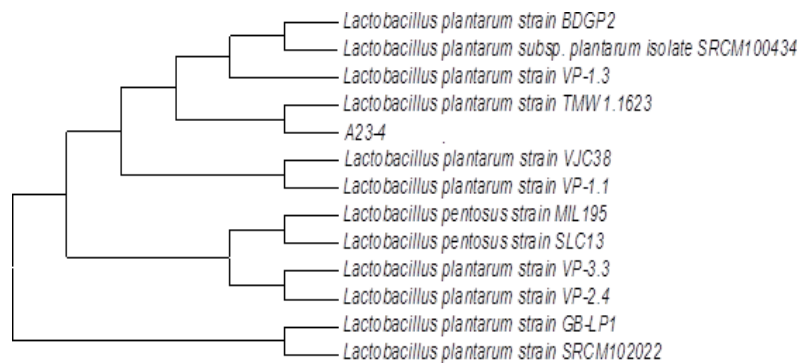 Lactobacillus plantarum strain BDGP2
Lactobacillus plantarum subsp. plantarum isolate SRCM100434
Lactobacillus plantarum strain VP-1.3
Lactobacillus plantarum strain TMW 1.1623
A23-4
Lactobacillus plantarum strain VJC38
Lactobacillus plantarum strain VP-1.1
Lactobacillus pentosus strain MIL195
Lactobacillus pentosus strain SLC13
Lactobacillus plantarum strain VP-3.3
Lactobacillus plantarum strain VP-2.4
Lactobacillus plantarum strain GB-LP1
Lactobacillus plantarum strain SRCM102022